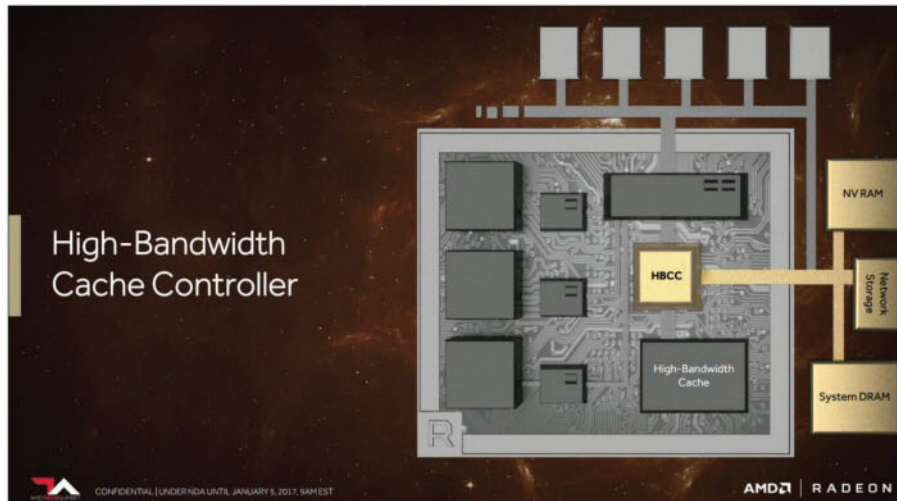 High-Bandwidth
Cache Controller
NV RAM
HBCC
Network
Storage
High-Bandwidth
Cache
System DRAM
R
CONFIDENTIAL | UNDER NDA UNTIL JANUARY 5, 2017, 9AM EST
AMD
RADEON